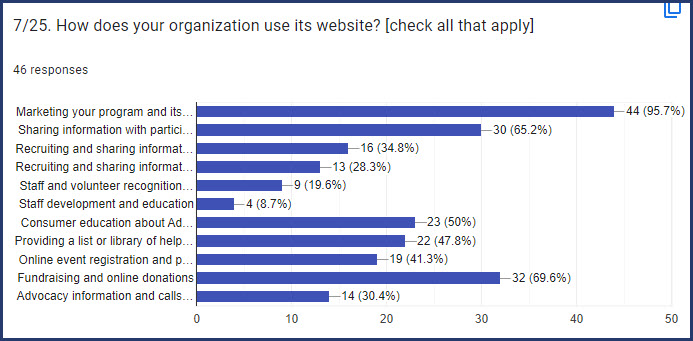 7/25. How does your organization use its website? [check all that apply]
46 responses
Marketing your program and its... 44 (95.7%)
Sharing information with partici... 30 (65.2%)
Recruiting and sharing informat... 16 (34.8%)
Recruiting and sharing informat... 13 (28.3%)
Staff and volunteer recognition... 9 (19.6%)
Staff development and education 4 (8.7%)
Consumer education about Ad... 23 (50%)
Providing a list or library of help... 22 (47.8%)
Online event registration and p... 19 (41.3%)
Fundraising and online donations 32 (69.6%)
Advocacy information and calls... 14 (30.4%)
0 10 20 30 40 50